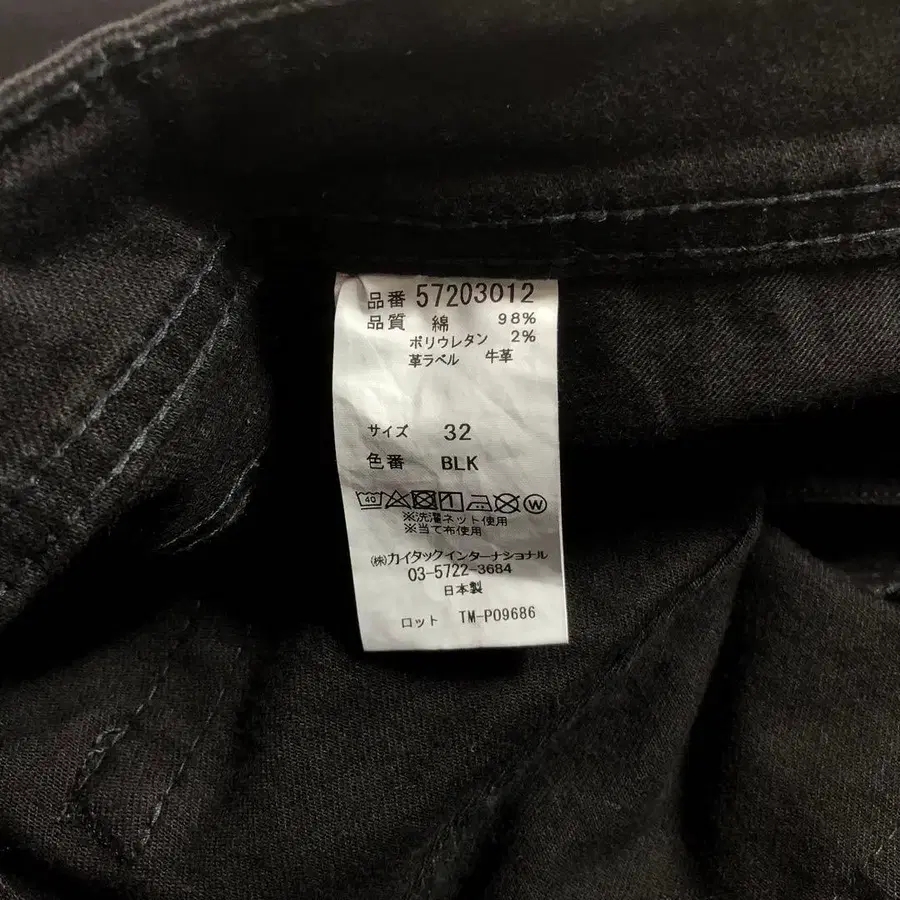 品番 57203012
品質 綿 98%
ポリウレタン 2%
革ラベル 牛革
サイズ 32
色番 BLK
40 W
※洗濯ネット使用
※当て布使用
(株)カイタックインターナショナル
03-5722-3684
日本製
ロット TM-P09686